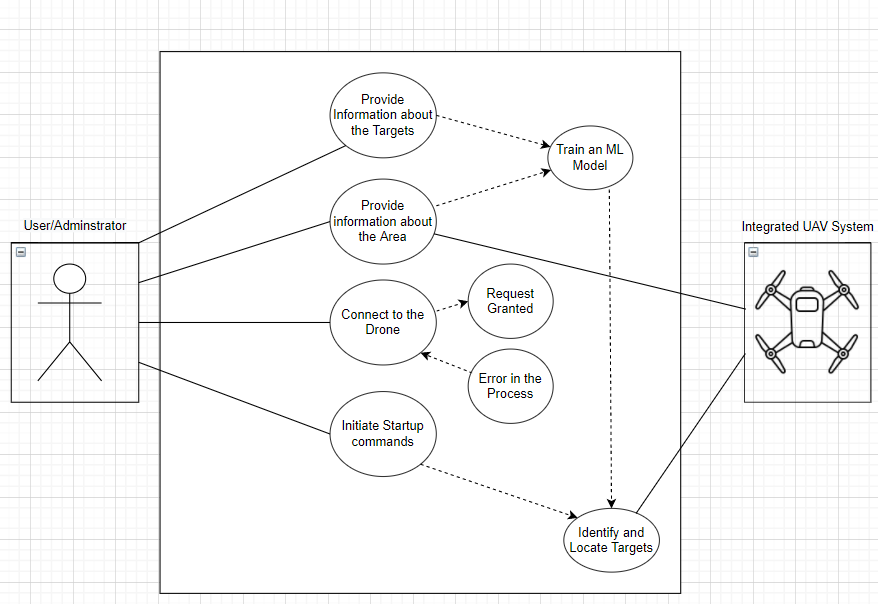 Provide
Information about
the Targets
Train an ML
Model
User/Adminstrator
Provide
information about
the Area
Integrated UAV System
Connect to the
Drone
Request
Granted
Error in the
Process
Initiate Startup
commands
Identify and
Locate Targets